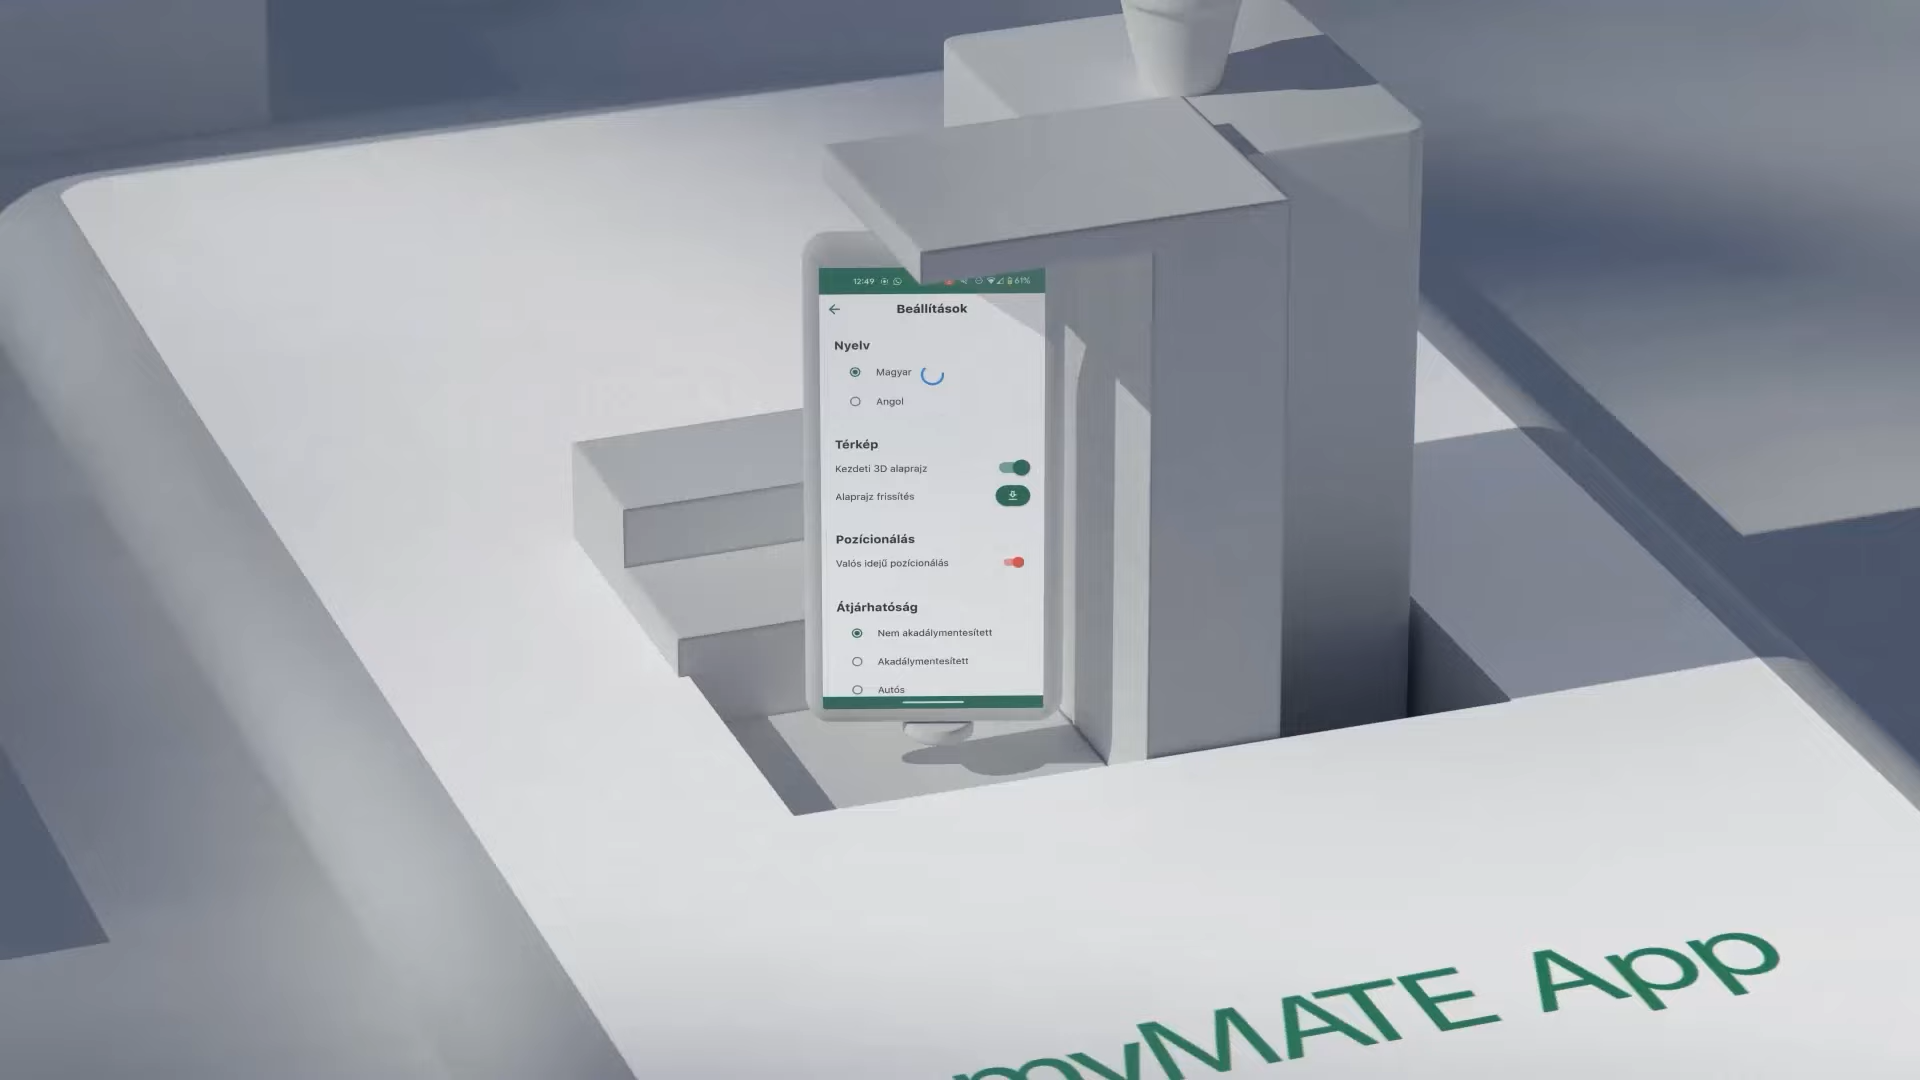 12:49 61%
Beállítások
Nyelv
Magyar
Angol
Térkép
Kezdeti 3D alaprajz
Alaprajz frissítés
Pozícionálás
Valós idejű pozícionálás
Átjárhatóság
Nem akadálymentesített
Akadálymentesített
Autós
myMATE App